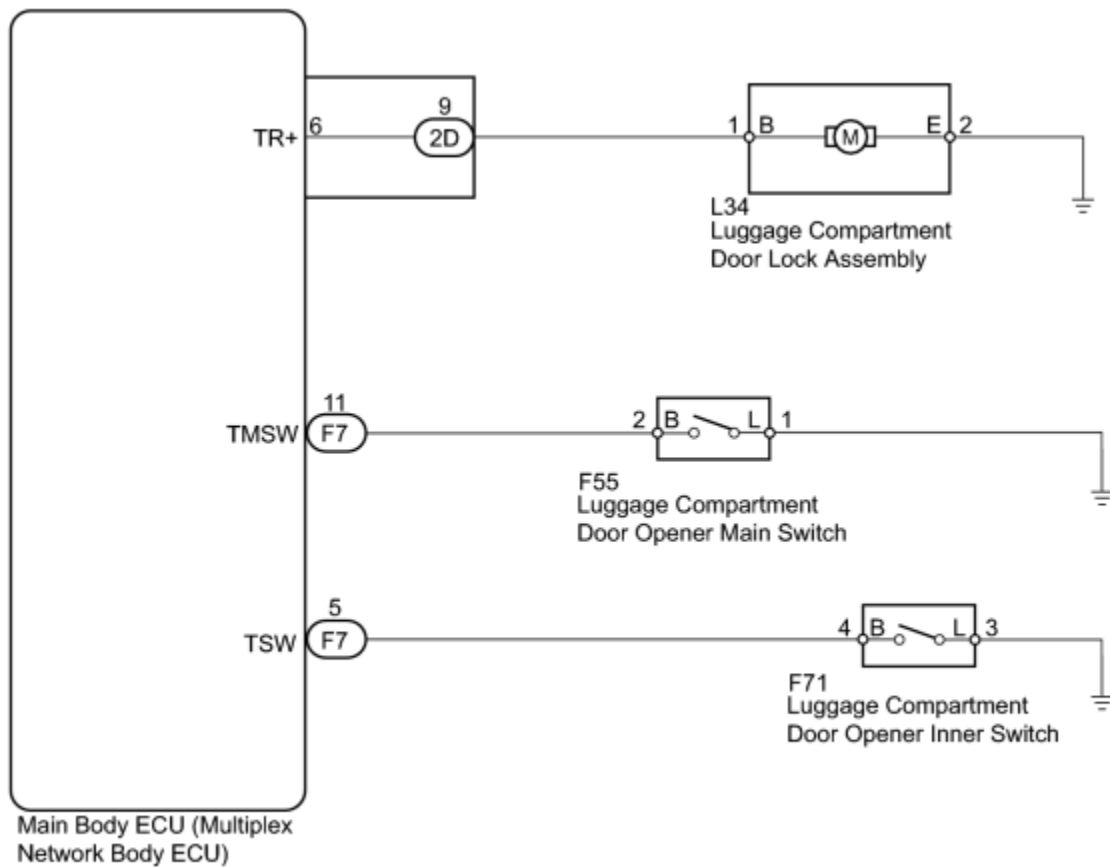 9
TR+ 6 2D 1 B M E 2
L34
Luggage Compartment
Door Lock Assembly
11
TMSW F7 2 B L 1
F55
Luggage Compartment
Door Opener Main Switch
5
TSW F7 4 B L 3
F71
Luggage Compartment
Door Opener Inner Switch
Main Body ECU (Multiplex
Network Body ECU)